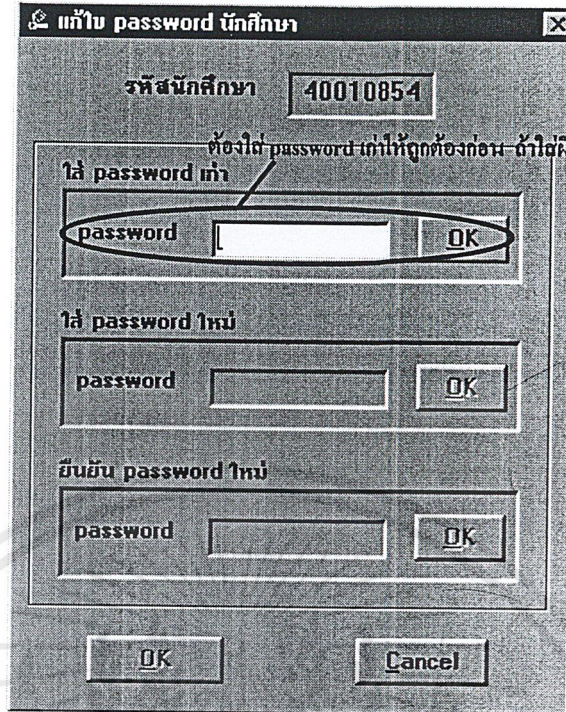 แก้ไข password นักศึกษา
รหัสนักศึกษา 40010854
ต้องใส่ password เก่าให้ถูกต้องก่อน ถ้าใส่
ใส่ password เก่า
password OK
ใส่ password ใหม่
password OK
ยืนยัน password ใหม่
password OK
OK Cancel